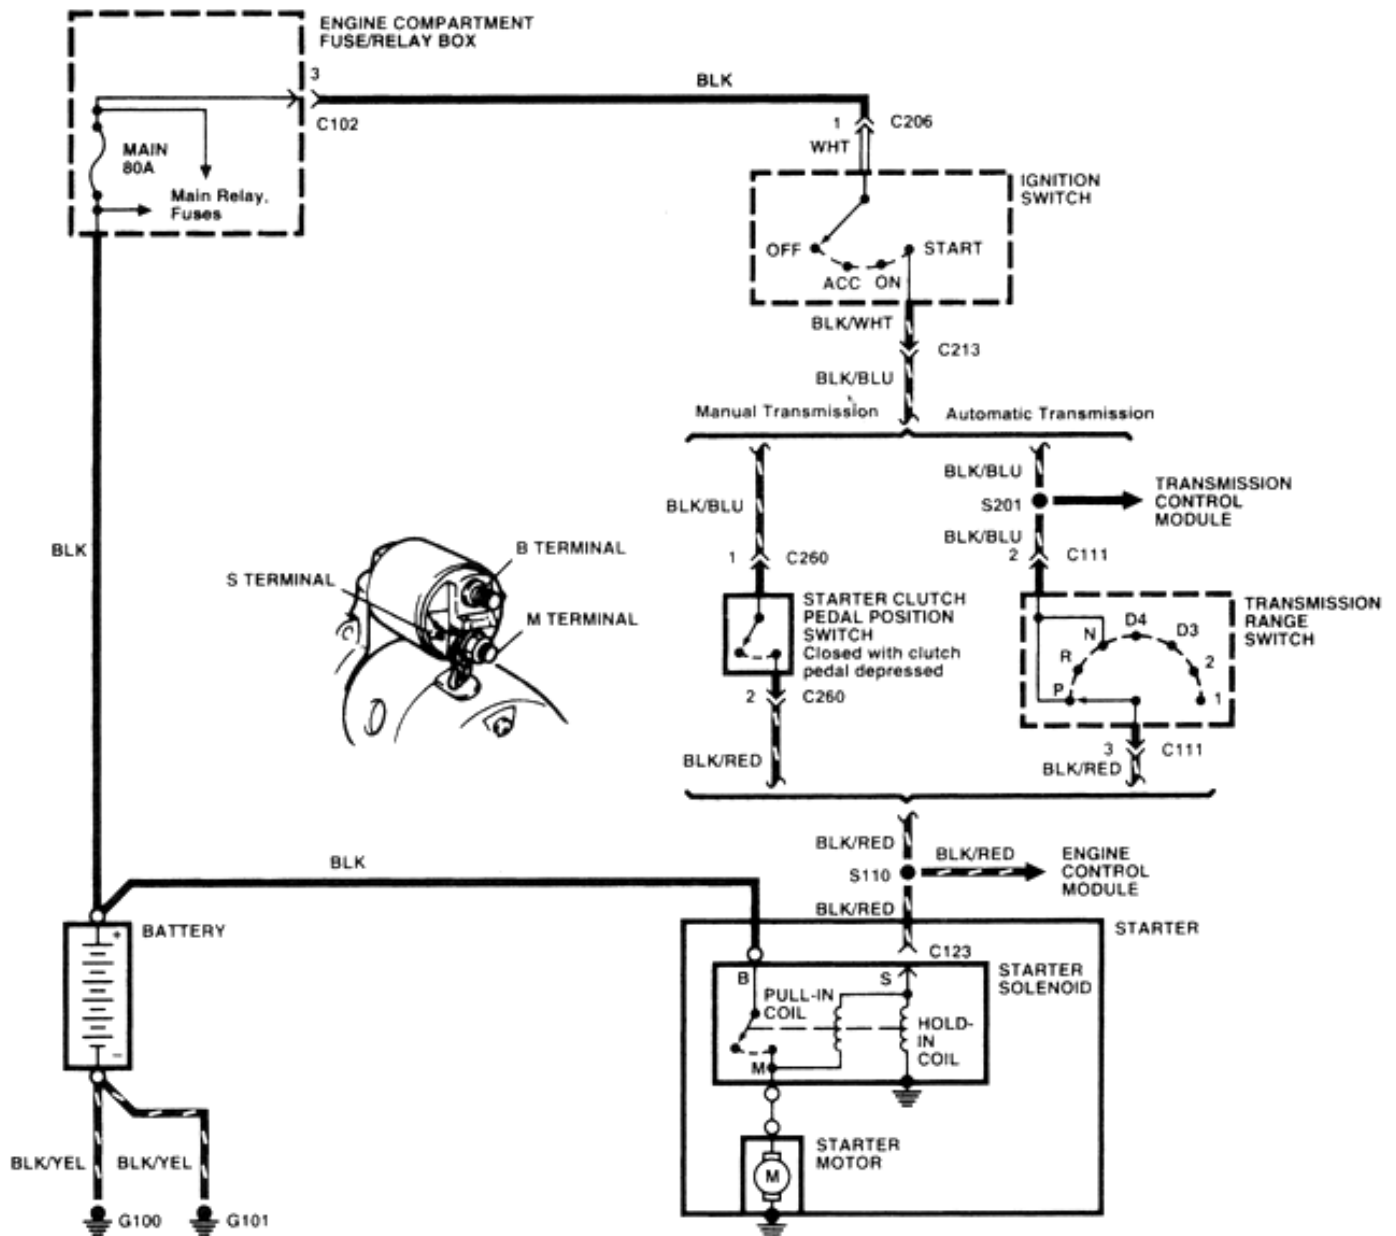 ENGINE COMPARTMENT
FUSE/RELAY BOX
3
C102
BLK
MAIN
80A
Main Relay,
Fuses
1
C206
WHT
IGNITION
SWITCH
OFF
START
ACC
ON
BLK/WHT
C213
BLK/BLU
Manual Transmission
Automatic Transmission
BLK/BLU
BLK/BLU
S201
TRANSMISSION
CONTROL
MODULE
BLK/BLU
1
C260
2
C111
BLK
B TERMINAL
S TERMINAL
M TERMINAL
STARTER CLUTCH
PEDAL POSITION
SWITCH
Closed with clutch
pedal depressed
TRANSMISSION
RANGE
SWITCH
P
R
N
D4
D3
2
1
2
C260
3
C111
BLK/RED
BLK/RED
BLK/RED
S110
BLK/RED
ENGINE
CONTROL
MODULE
BLK/RED
BLK
STARTER
C123
BATTERY
+
−
B
S
STARTER
SOLENOID
PULL-IN
COIL
HOLD-
IN
COIL
M
STARTER
MOTOR
M
BLK/YEL
BLK/YEL
G100
G101